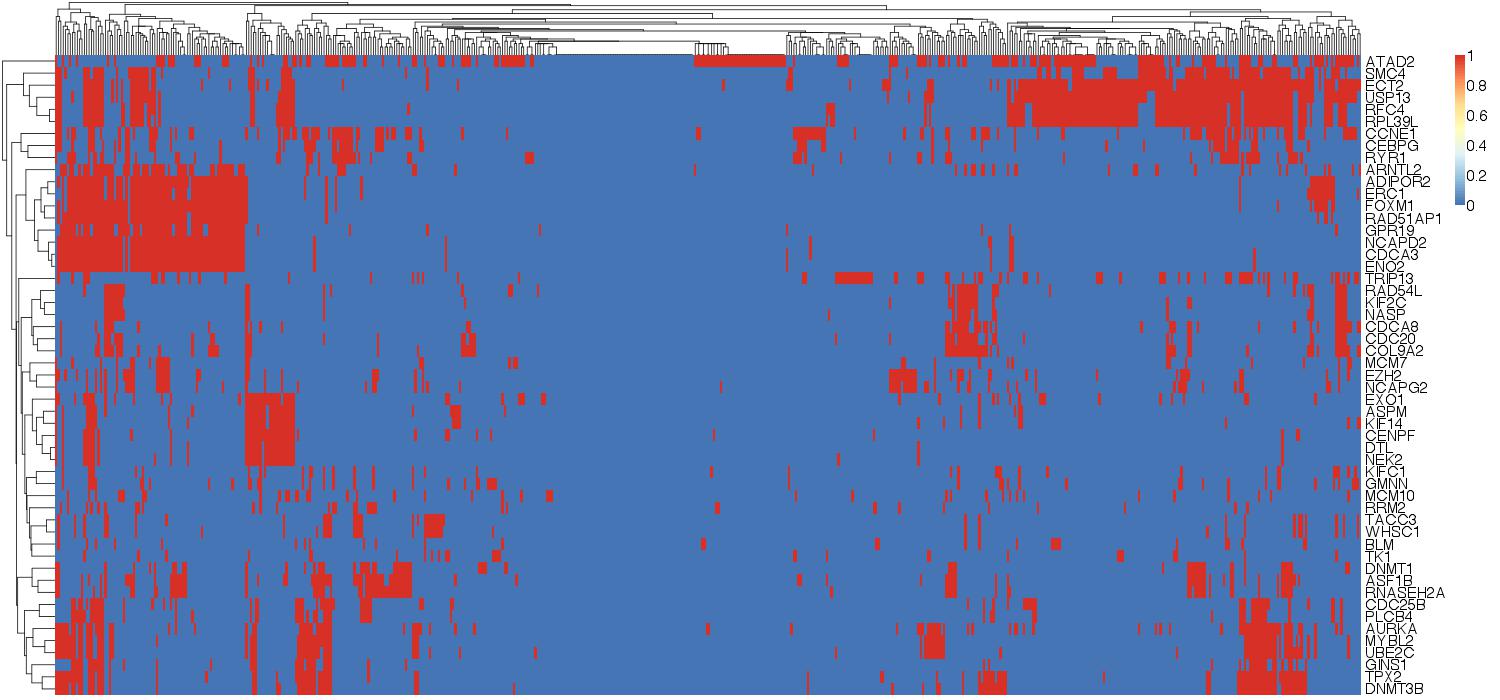 ATAD2
SMC4
ECT2
USP13
RFC4
RPL39L
CCNE1
CEBPG
RYR1
ARNTL2
ADIPOR2
ERC1
FOXM1
RAD51AP1
GPR19
NCAPD2
CDCA3
ENO2
TRIP13
RAD54L
KIF2C
NASP
CDCA8
CDC20
COL9A2
MCM7
EZH2
NCAPG2
EXO1
ASPM
KIF14
CENPF
DTL
NEK2
KIFC1
GMNN
MCM10
RRM2
TACC3
WHSC1
BLM
TK1
DNMT1
ASF1B
RNASEH2A
CDC25B
PLCB4
AURKA
MYBL2
UBE2C
GINS1
TPX2
DNMT3B
1
0.8
0.6
0.4
0.2
0